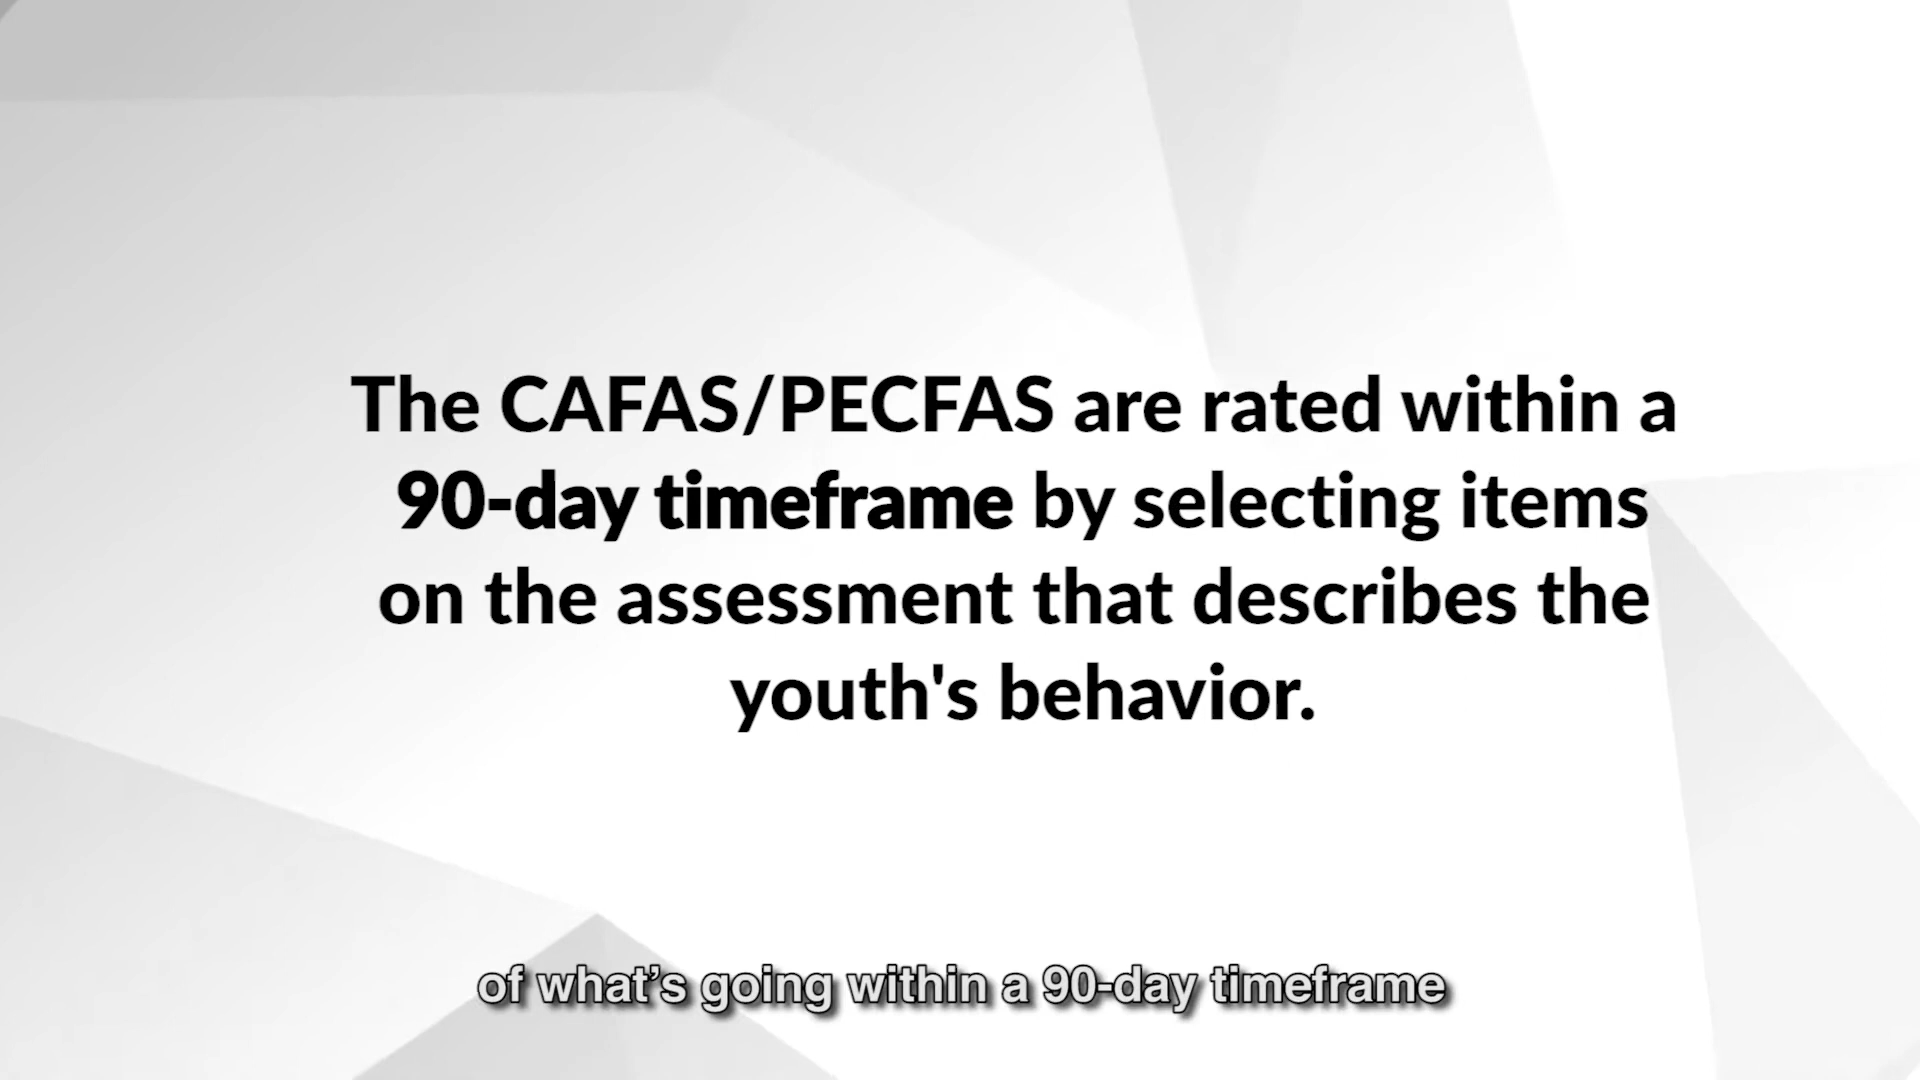 The CAFAS/PECFAS are rated within a
90-day timeframe by selecting items
on the assessment that describes the
youth's behavior.
of what’s going within a 90-day timeframe